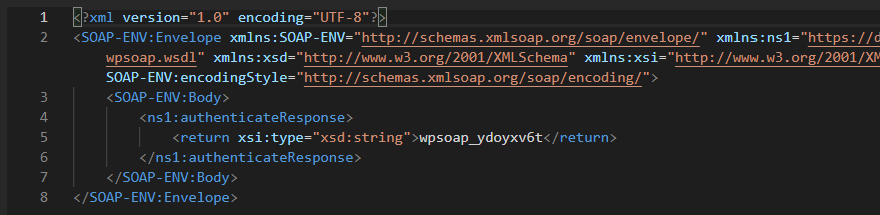 1 <?xml version="1.0" encoding="UTF-8"?>
2 <SOAP-ENV:Envelope xmlns:SOAP-ENV="http://schemas.xmlsoap.org/soap/envelope/" xmlns:ns1="https://d
wpsoap.wsdl" xmlns:xsd="http://www.w3.org/2001/XMLSchema" xmlns:xsi="http://www.w3.org/2001/XM
SOAP-ENV:encodingStyle="http://schemas.xmlsoap.org/soap/encoding/">
3 <SOAP-ENV:Body>
4 <ns1:authenticateResponse>
5 <return xsi:type="xsd:string">wpsoap_ydoyxv6t</return>
6 </ns1:authenticateResponse>
7 </SOAP-ENV:Body>
8 </SOAP-ENV:Envelope>